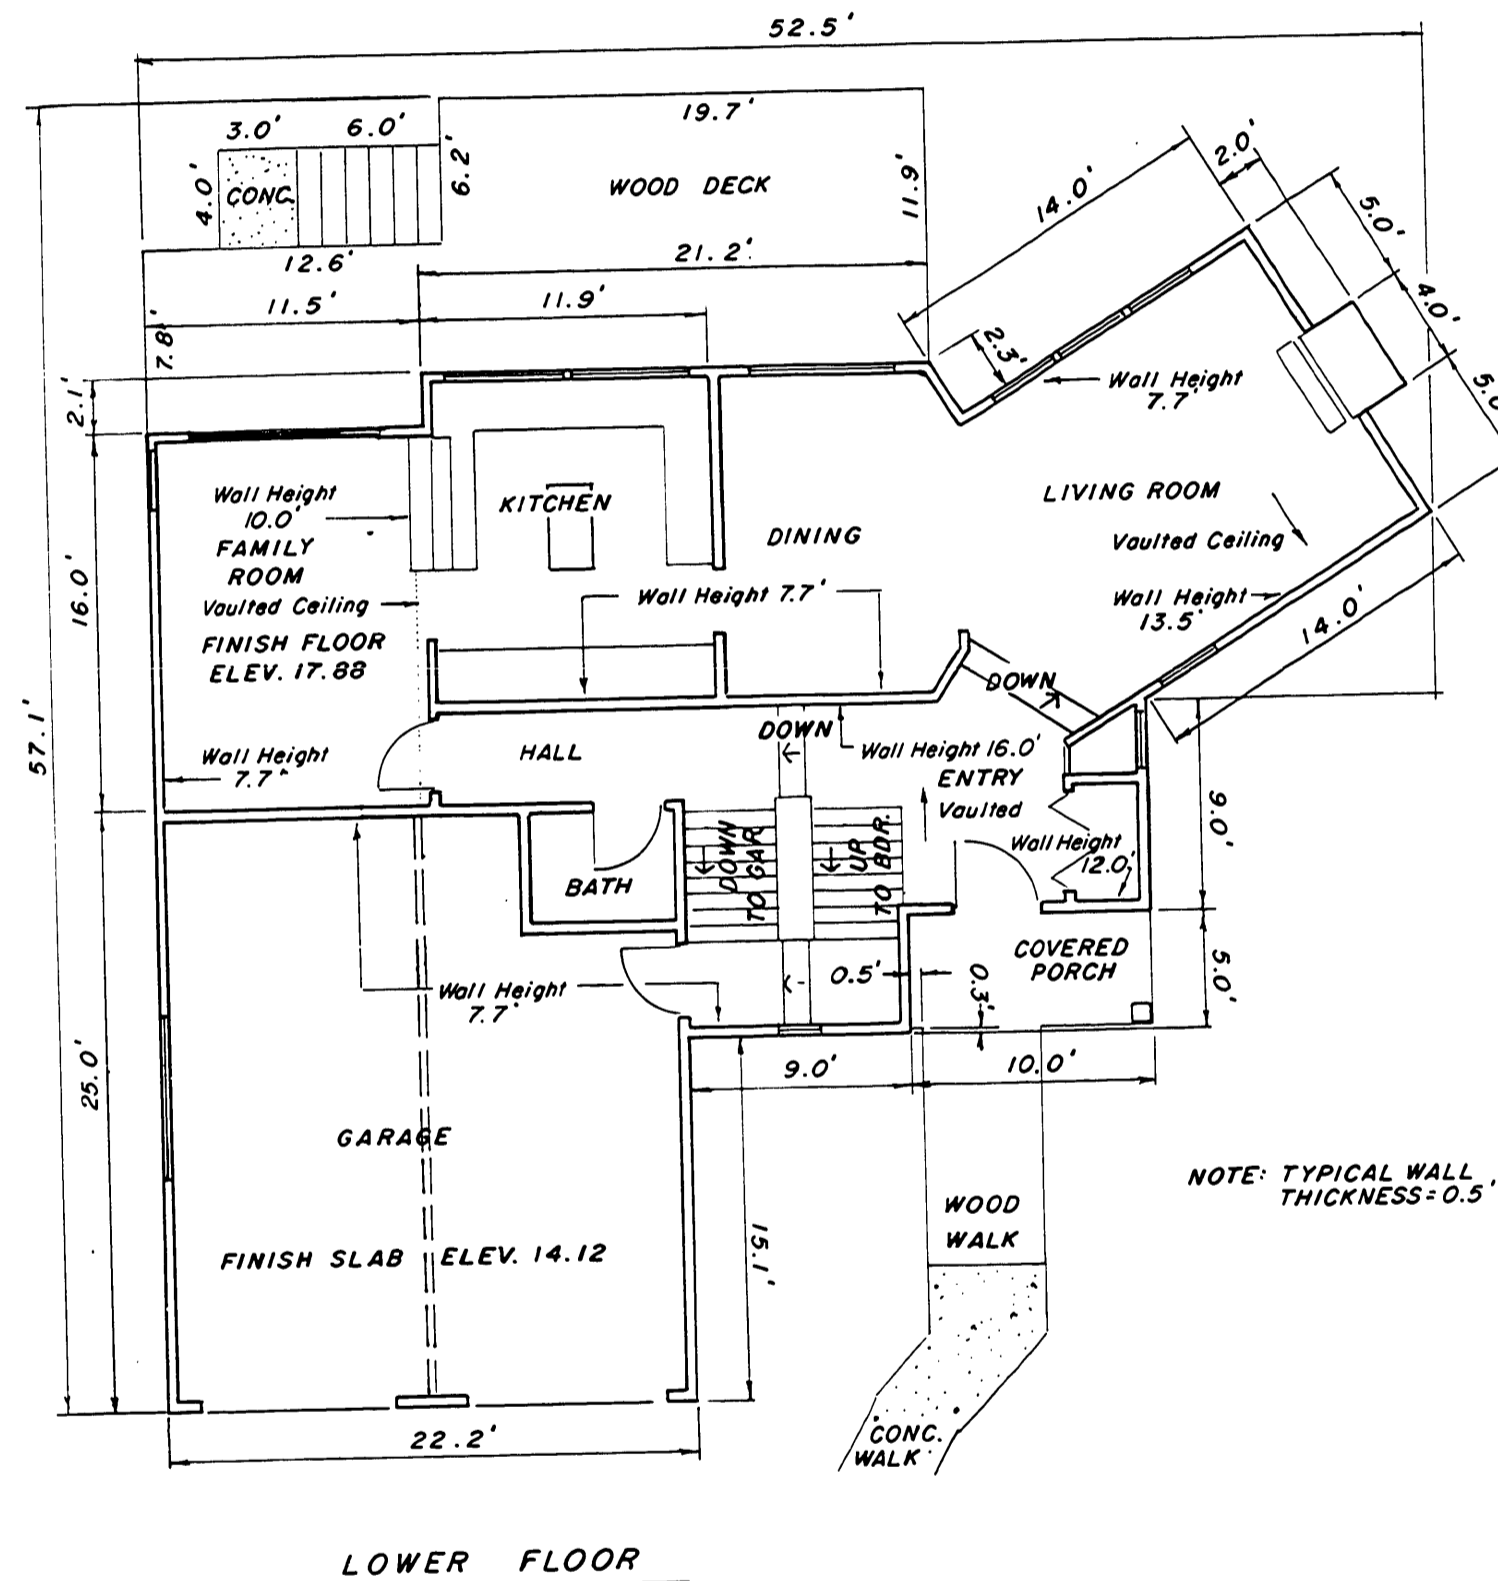 52.5'
3.0'
6.0'
19.7'
4.0'
CONC.
6.2'
WOOD DECK
11.9'
14.0'
2.0'
5.0'
12.6'
21.2'
11.5'
11.9'
4.0'
7.8'
2.3'
2.1'
Wall Height
7.7'
5.0
Wall Height
10.0'
KITCHEN
LIVING ROOM
FAMILY
ROOM
DINING
Vaulted Ceiling
16.0'
Vaulted Ceiling
Wall Height 7.7'
Wall Height
13.5'
14.0'
FINISH FLOOR
ELEV. 17.88
DOWN
57.1'
DOWN
Wall Height
7.7'
HALL
Wall Height 16.0'
ENTRY
Vaulted
9.0'
DOWN
TO GAR.
UP
TO BDR.
Wall Height
12.0'
BATH
COVERED
PORCH
5.0'
0.5'
0.3'
Wall Height
7.7'
25.0'
9.0'
10.0'
GARAGE
NOTE: TYPICAL WALL
THICKNESS = 0.5'
WOOD
WALK
15.1'
FINISH SLAB ELEV. 14.12
22.2'
CONC.
WALK
LOWER FLOOR